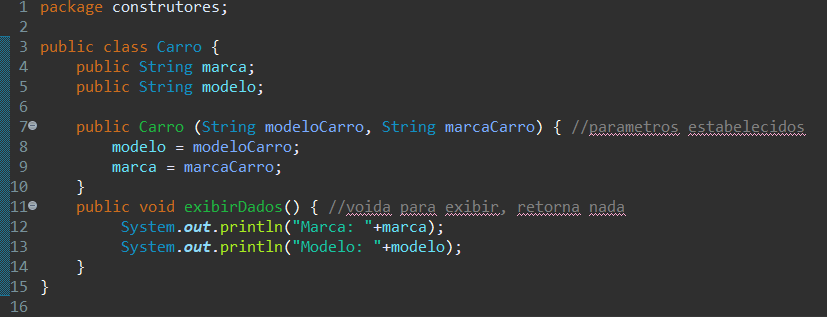 1 package construtores;
2
3 public class Carro {
4     public String marca;
5     public String modelo;
6
7     public Carro (String modeloCarro, String marcaCarro) { //parametros estabelecidos
8         modelo = modeloCarro;
9         marca = marcaCarro;
10     }
11     public void exibirDados() { //voida para exibir, retorna nada
12          System.out.println("Marca: "+marca);
13          System.out.println("Modelo: "+modelo);
14     }
15 }
16